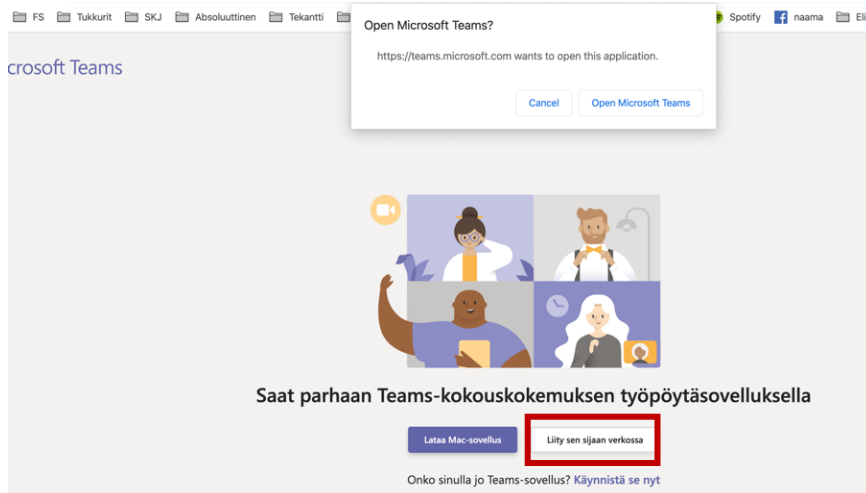 FS Tukkurit SKJ Absoluuttinen Tekantti Spotify naama
Open Microsoft Teams?
https://teams.microsoft.com wants to open this application.
Cancel Open Microsoft Teams
crosoft Teams
Saat parhaan Teams-kokouskokemuksen työpöytäsovelluksella
Lataa Mac-sovellus Liity sen sijaan verkossa
Onko sinulla jo Teams-sovellus? Käynnistä se nyt